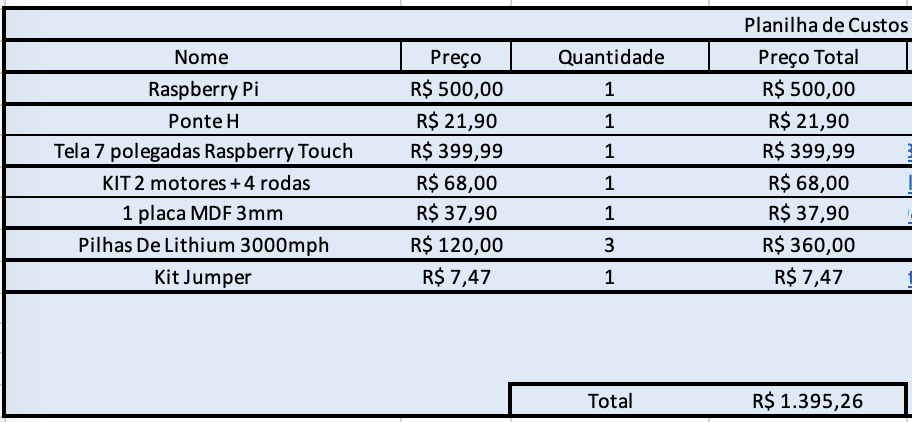 Planilha de Custos
Nome Preço Quantidade Preço Total
Raspberry Pi R$ 500,00 1 R$ 500,00
Ponte H R$ 21,90 1 R$ 21,90
Tela 7 polegadas Raspberry Touch R$ 399,99 1 R$ 399,99
KIT 2 motores + 4 rodas R$ 68,00 1 R$ 68,00
1 placa MDF 3mm R$ 37,90 1 R$ 37,90
Pilhas De Lithium 3000mph R$ 120,00 3 R$ 360,00
Kit Jumper R$ 7,47 1 R$ 7,47
Total R$ 1.395,26